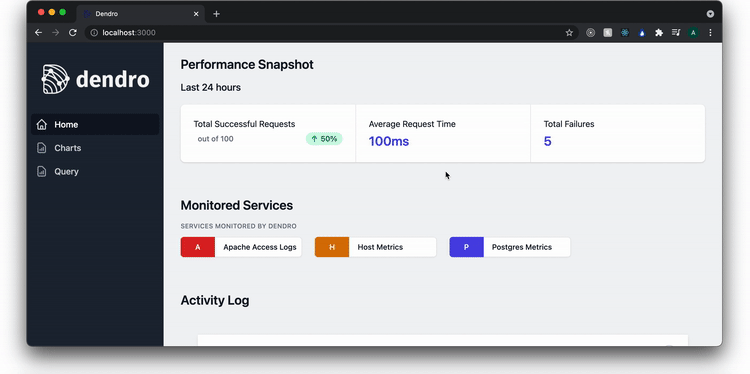 Dendro
localhost:3000
A
dendro
Home
Charts
Query
Performance Snapshot
Last 24 hours
Total Successful Requests
out of 100
50%
Average Request Time
100ms
Total Failures
5
Monitored Services
SERVICES MONITORED BY DENDRO
A Apache Access Logs
H Host Metrics
P Postgres Metrics
Activity Log